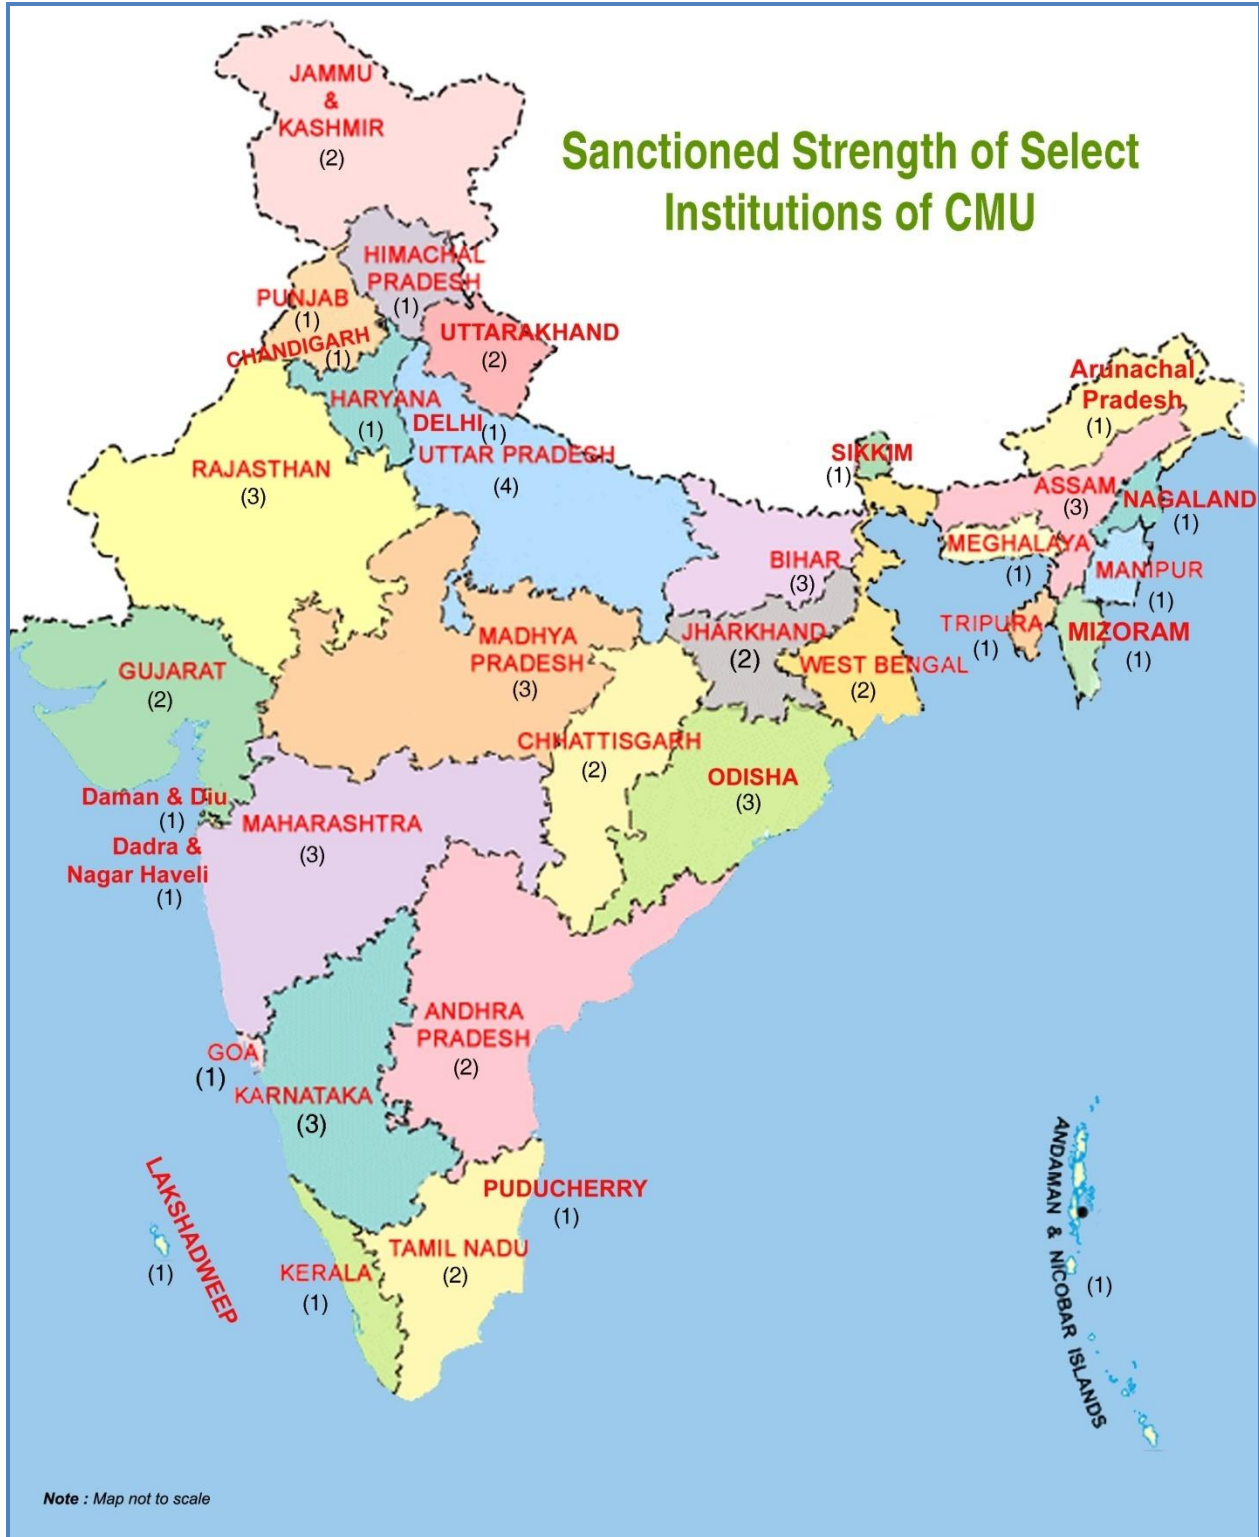 Sanctioned Strength of Select
Institutions of CMU
JAMMU
&
KASHMIR
(2)
HIMACHAL
PRADESH
(1)
PUNJAB
(1)
CHANDIGARH
(1)
UTTARAKHAND
(2)
HARYANA
(1)
DELHI
(1)
UTTAR PRADESH
(4)
RAJASTHAN
(3)
Arunachal
Pradesh
(1)
SIKKIM
(1)
ASSAM
(3)
NAGALAND
(1)
MEGHALAYA
(1)
MANIPUR
(1)
BIHAR
(3)
TRIPURA
(1)
MIZORAM
(1)
JHARKHAND
(2)
WEST BENGAL
(2)
MADHYA
PRADESH
(3)
GUJARAT
(2)
CHHATTISGARH
(2)
ODISHA
(3)
Daman & Diu
(1)
Dadra &
Nagar Haveli
(1)
MAHARASHTRA
(3)
ANDHRA
PRADESH
(2)
GOA
(1)
KARNATAKA
(3)
PUDUCHERRY
(1)
LAKSHADWEEP
(1)
KERALA
(1)
TAMIL NADU
(2)
ANDAMAN & NICOBAR ISLANDS
(1)
Note : Map not to scale